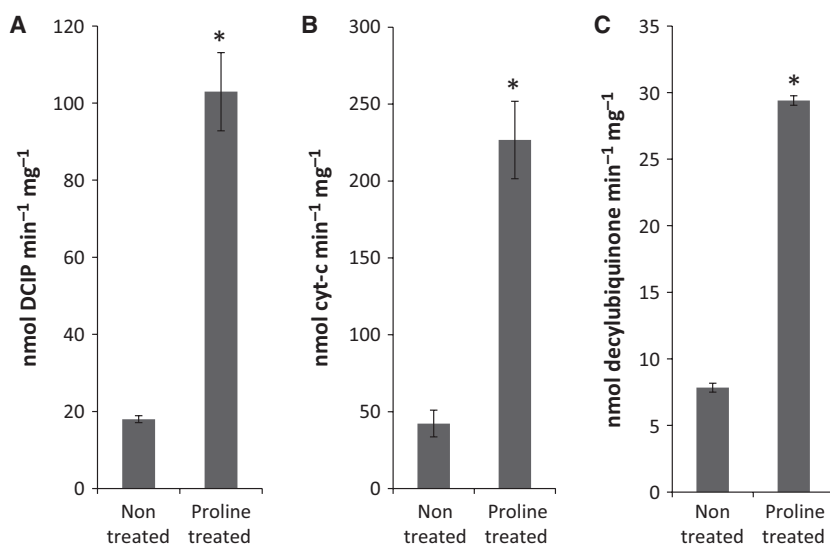 A
nmol DCIP min⁻¹ mg⁻¹
120
100
80
60
40
20
0
*
Non
treated
Proline
treated
B
nmol cyt-c min⁻¹ mg⁻¹
300
250
200
150
100
50
0
*
Non
treated
Proline
treated
C
nmol decylubiquinone min⁻¹ mg⁻¹
35
30
25
20
15
10
5
0
*
Non
treated
Proline
treated